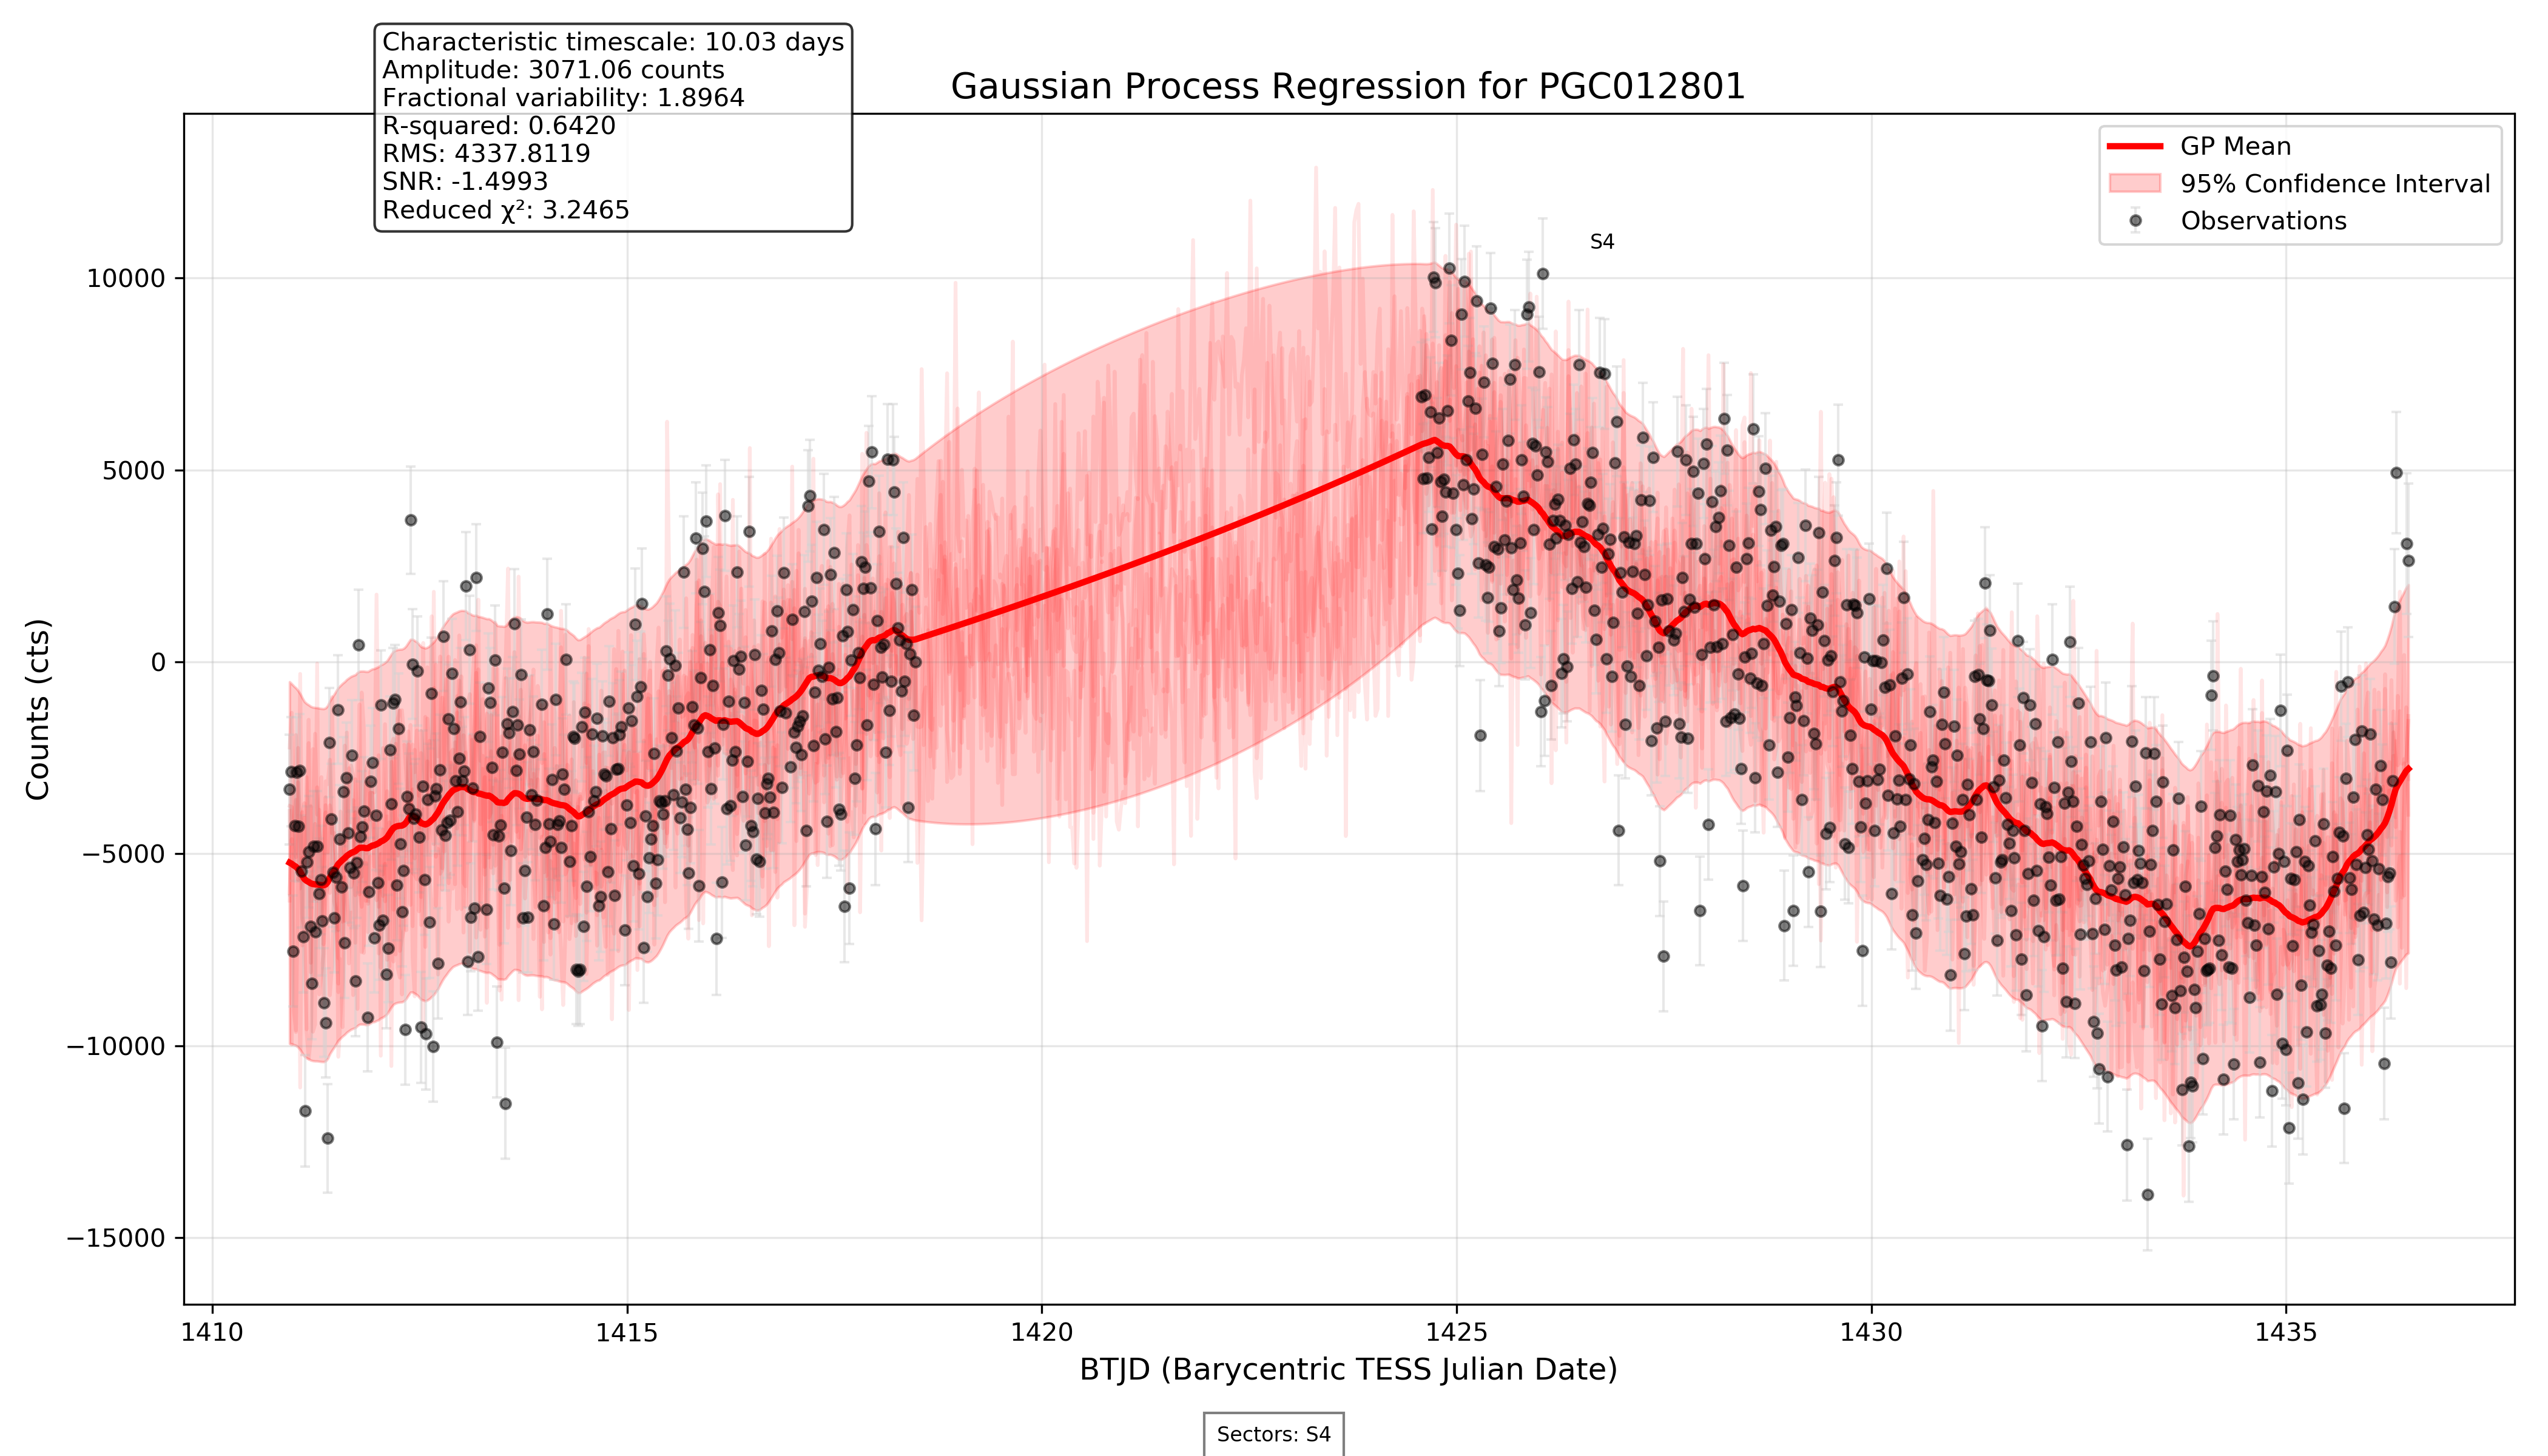 Characteristic timescale: 10.03 days
Amplitude: 3071.06 counts
Fractional variability: 1.8964
R-squared: 0.6420
RMS: 4337.8119
SNR: -1.4993
Reduced χ²: 3.2465
Gaussian Process Regression for PGC012801
GP Mean
95% Confidence Interval
Observations
S4
Counts (cts)
10000
5000
0
−5000
−10000
−15000
1410
1415
1420
1425
1430
1435
BTJD (Barycentric TESS Julian Date)
Sectors: S4